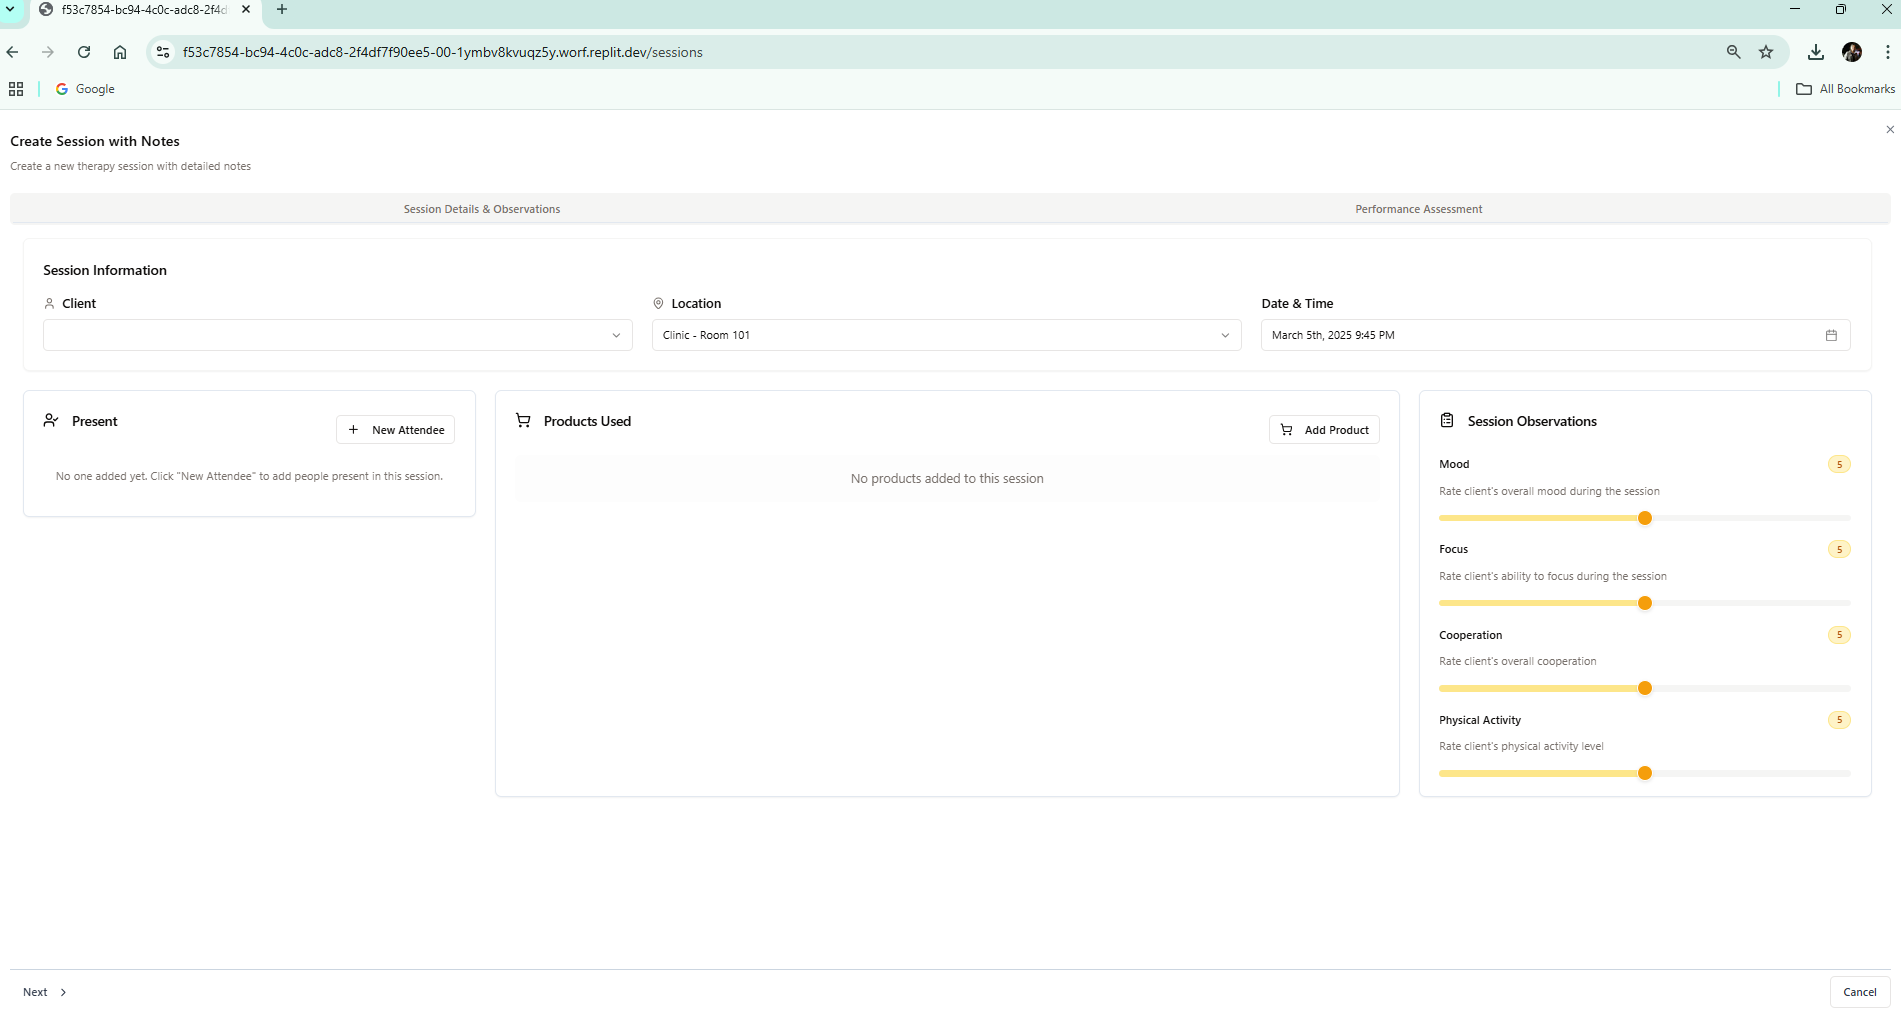 f53c7854-bc94-4c0c-adc8-2f4d
f53c7854-bc94-4c0c-adc8-2f4df7f90ee5-00-1ymbv8kvuqz5y.worf.replit.dev/sessions
Google
All Bookmarks
Create Session with Notes
Create a new therapy session with detailed notes
Session Details & Observations
Performance Assessment
Session Information
Client
Location
Date & Time
Clinic - Room 101
March 5th, 2025 9:45 PM
Present
New Attendee
No one added yet. Click "New Attendee" to add people present in this session.
Products Used
Add Product
No products added to this session
Session Observations
Mood
5
Rate client's overall mood during the session
Focus
5
Rate client's ability to focus during the session
Cooperation
5
Rate client's overall cooperation
Physical Activity
5
Rate client's physical activity level
Next
Cancel